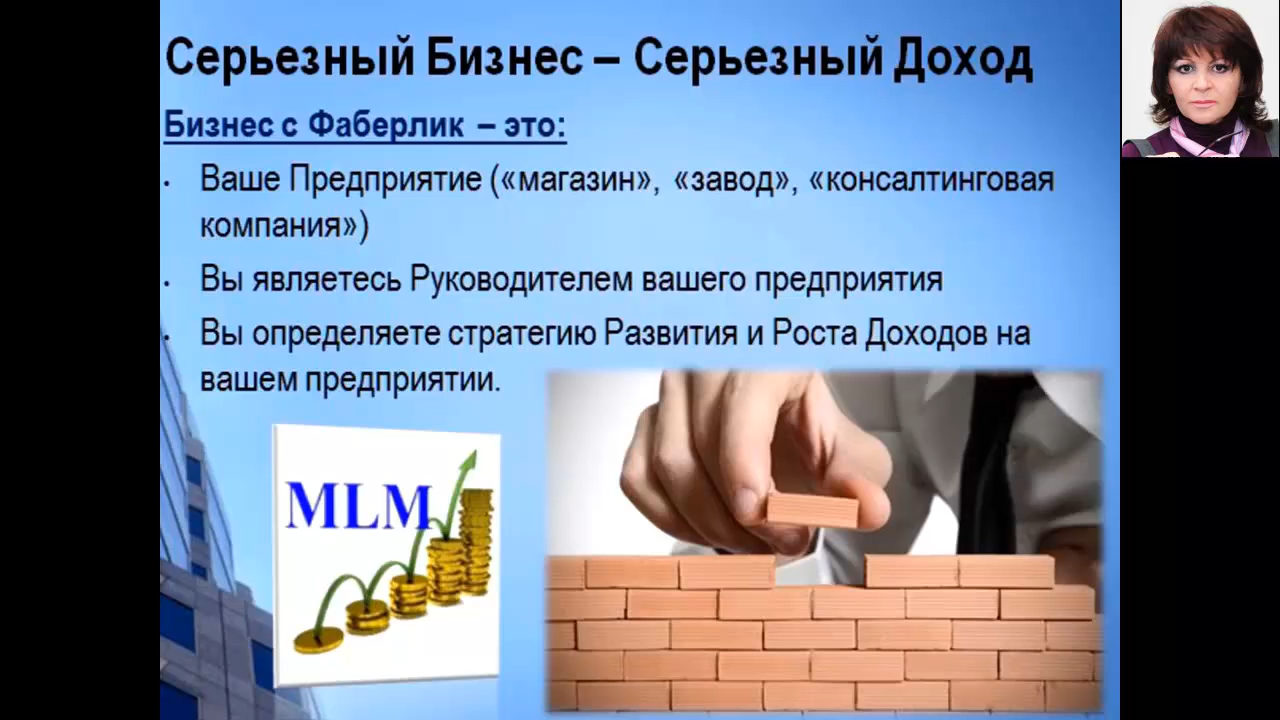 Серьезный Бизнес – Серьезный Доход
Бизнес с Фаберлик – это:
• Ваше Предприятие («магазин», «завод», «консалтинговая
компания»)
• Вы являетесь Руководителем вашего предприятия
• Вы определяете стратегию Развития и Роста Доходов на
вашем предприятии.
MLM